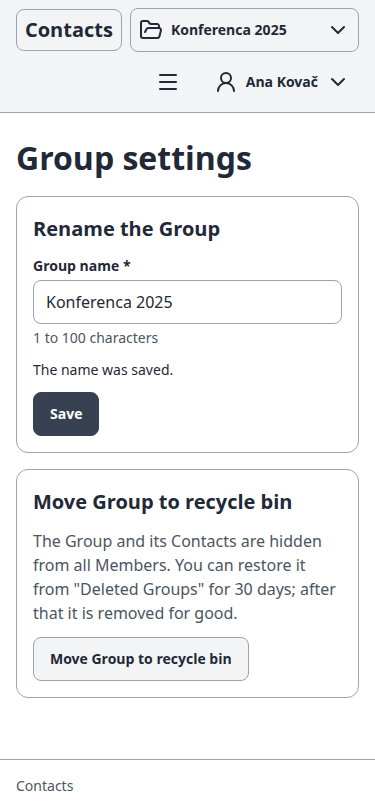 Contacts
Konferenca 2025
Ana Kovač
Group settings
Rename the Group
Group name *
Konferenca 2025
1 to 100 characters
The name was saved.
Save
Move Group to recycle bin
The Group and its Contacts are hidden
from all Members. You can restore it
from "Deleted Groups" for 30 days; after
that it is removed for good.
Move Group to recycle bin
Contacts